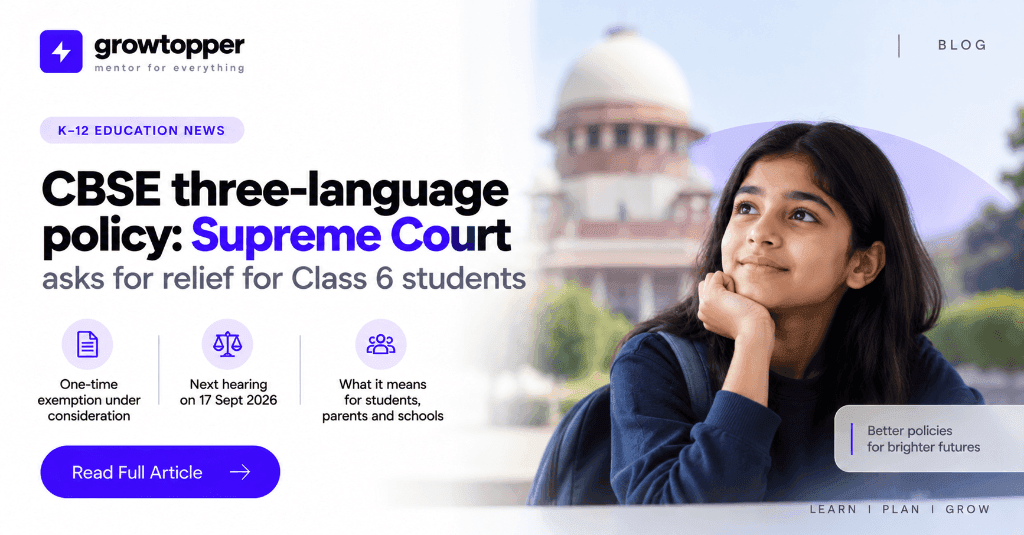 growtopper
mentor for everything
BLOG
K-12 EDUCATION NEWS
CBSE three-language
policy: Supreme Court
asks for relief for Class 6 students
One-time
exemption under
consideration
Next hearing
on 17 Sept 2026
What it means
for students,
parents and schools
Read Full Article
Better policies
for brighter futures
LEARN | PLAN | GROW